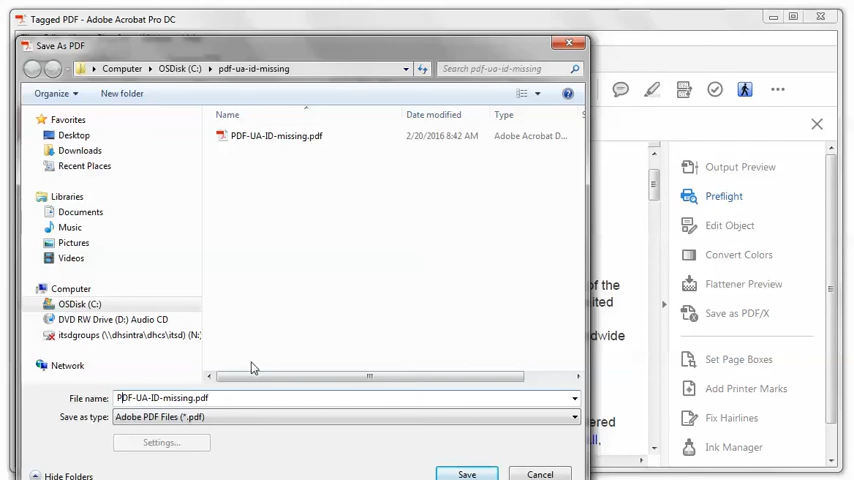 Tagged PDF - Adobe Acrobat Pro DC
Save As PDF
Computer
OSDisk (C:)
pdf-ua-id-missing
Search pdf-ua-id-missing
Organize
New folder
Name
Date modified
Type
PDF-UA-ID-missing.pdf
2/20/2016 8:42 AM
Adobe Acrobat D...
Favorites
Desktop
Downloads
Recent Places
Libraries
Documents
Music
Pictures
Videos
Computer
OSDisk (C:)
DVD RW Drive (D:) Audio CD
itsdgroups (\\dhsintra\dhcs\itsd) (N:)
Network
File name: PDF-UA-ID-missing.pdf
Save as type: Adobe PDF Files (*.pdf)
Settings...
Hide Folders
Save
Cancel
of the
ited
dwide
ered
all,
Output Preview
Preflight
Edit Object
Convert Colors
Flattener Preview
Save as PDF/X
Set Page Boxes
Add Printer Marks
Fix Hairlines
Ink Manager